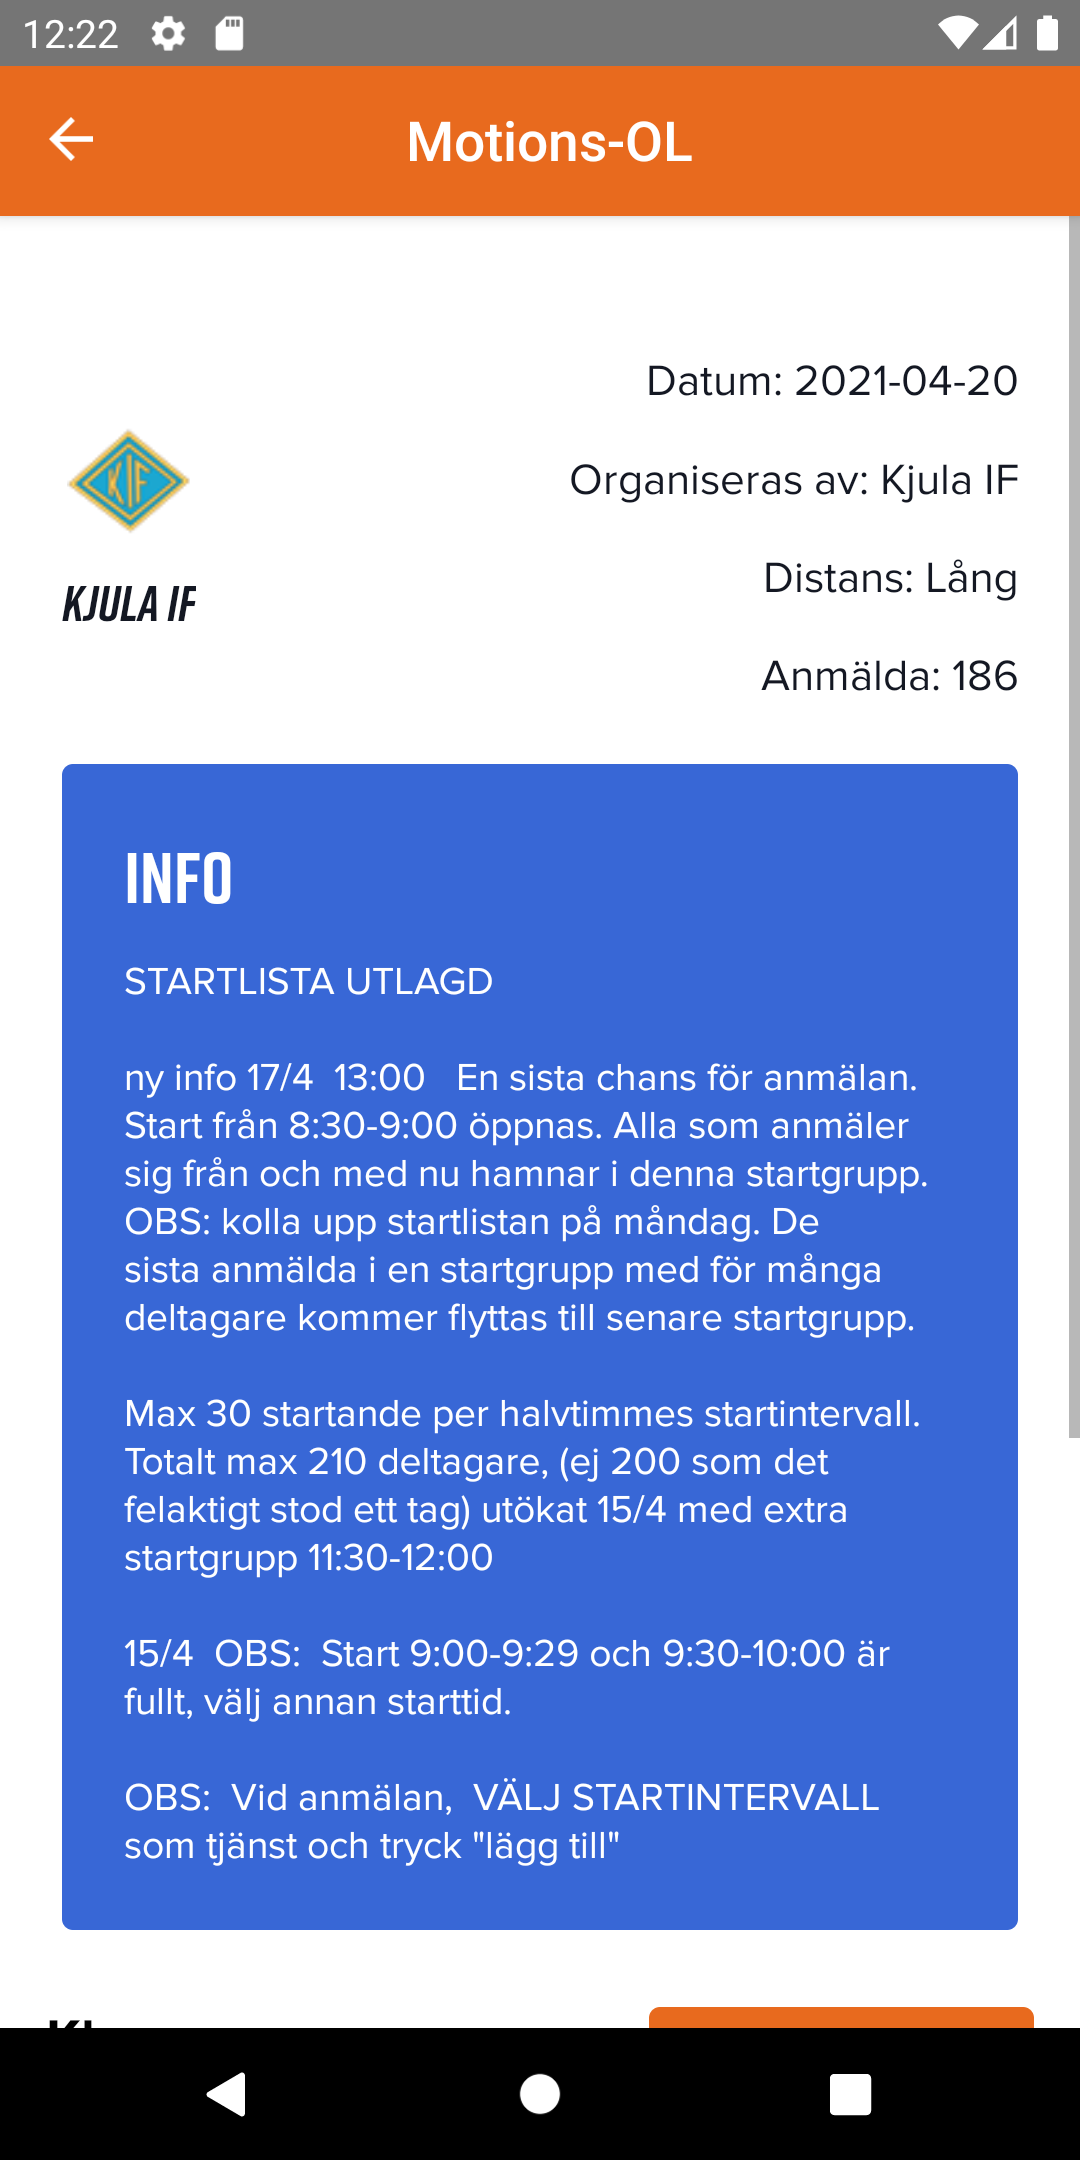 12:22
Motions-OL
Datum: 2021-04-20
KIF
Organiseras av: Kjula IF
Distans: Lång
KJULA IF
Anmälda: 186
INFO
STARTLISTA UTLAGD
ny info 17/4  13:00   En sista chans för anmälan.
Start från 8:30-9:00 öppnas. Alla som anmäler
sig från och med nu hamnar i denna startgrupp.
OBS: kolla upp startlistan på måndag. De
sista anmälda i en startgrupp med för många
deltagare kommer flyttas till senare startgrupp.
Max 30 startande per halvtimmes startintervall.
Totalt max 210 deltagare, (ej 200 som det
felaktigt stod ett tag) utökat 15/4 med extra
startgrupp 11:30-12:00
15/4  OBS:  Start 9:00-9:29 och 9:30-10:00 är
fullt, välj annan starttid.
OBS:  Vid anmälan,  VÄLJ STARTINTERVALL
som tjänst och tryck "lägg till"